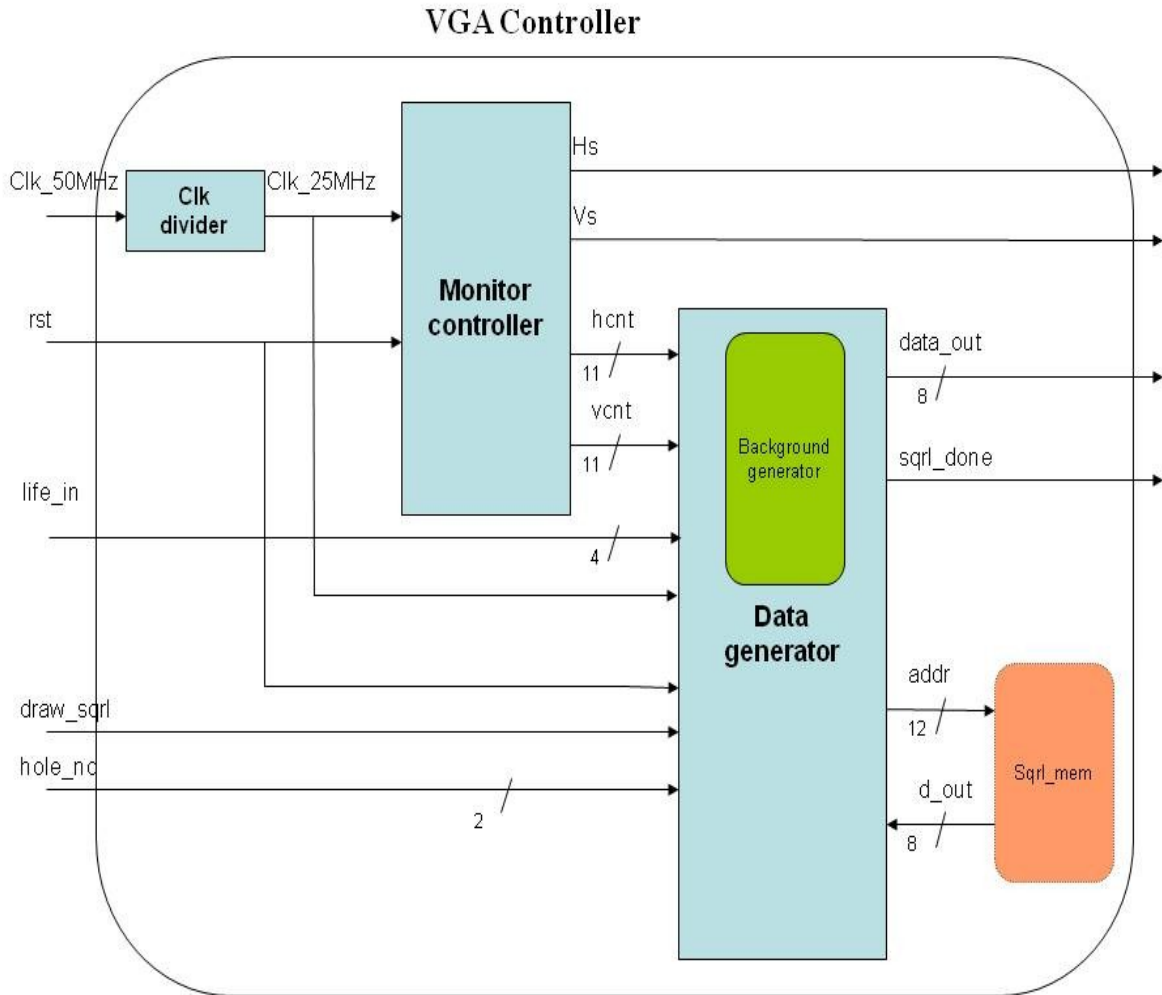 VGA Controller
Hs
Clk_50MHz
Clk
divider
Clk_25MHz
Vs
Monitor
controller
rst
hcnt
11
vcnt
11
data_out
8
Background
generator
sqrl_done
life_in
4
Data
generator
addr
12
draw_sqrl
hole_no
2
Sqrl_mem
d_out
8